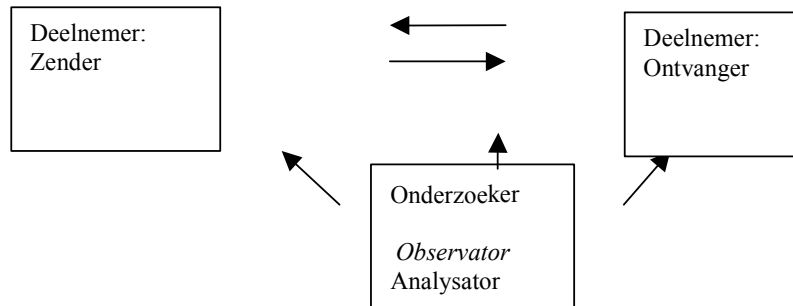 Deelnemer:
Zender
Deelnemer:
Ontvanger
Onderzoeker
Observator
Analysator